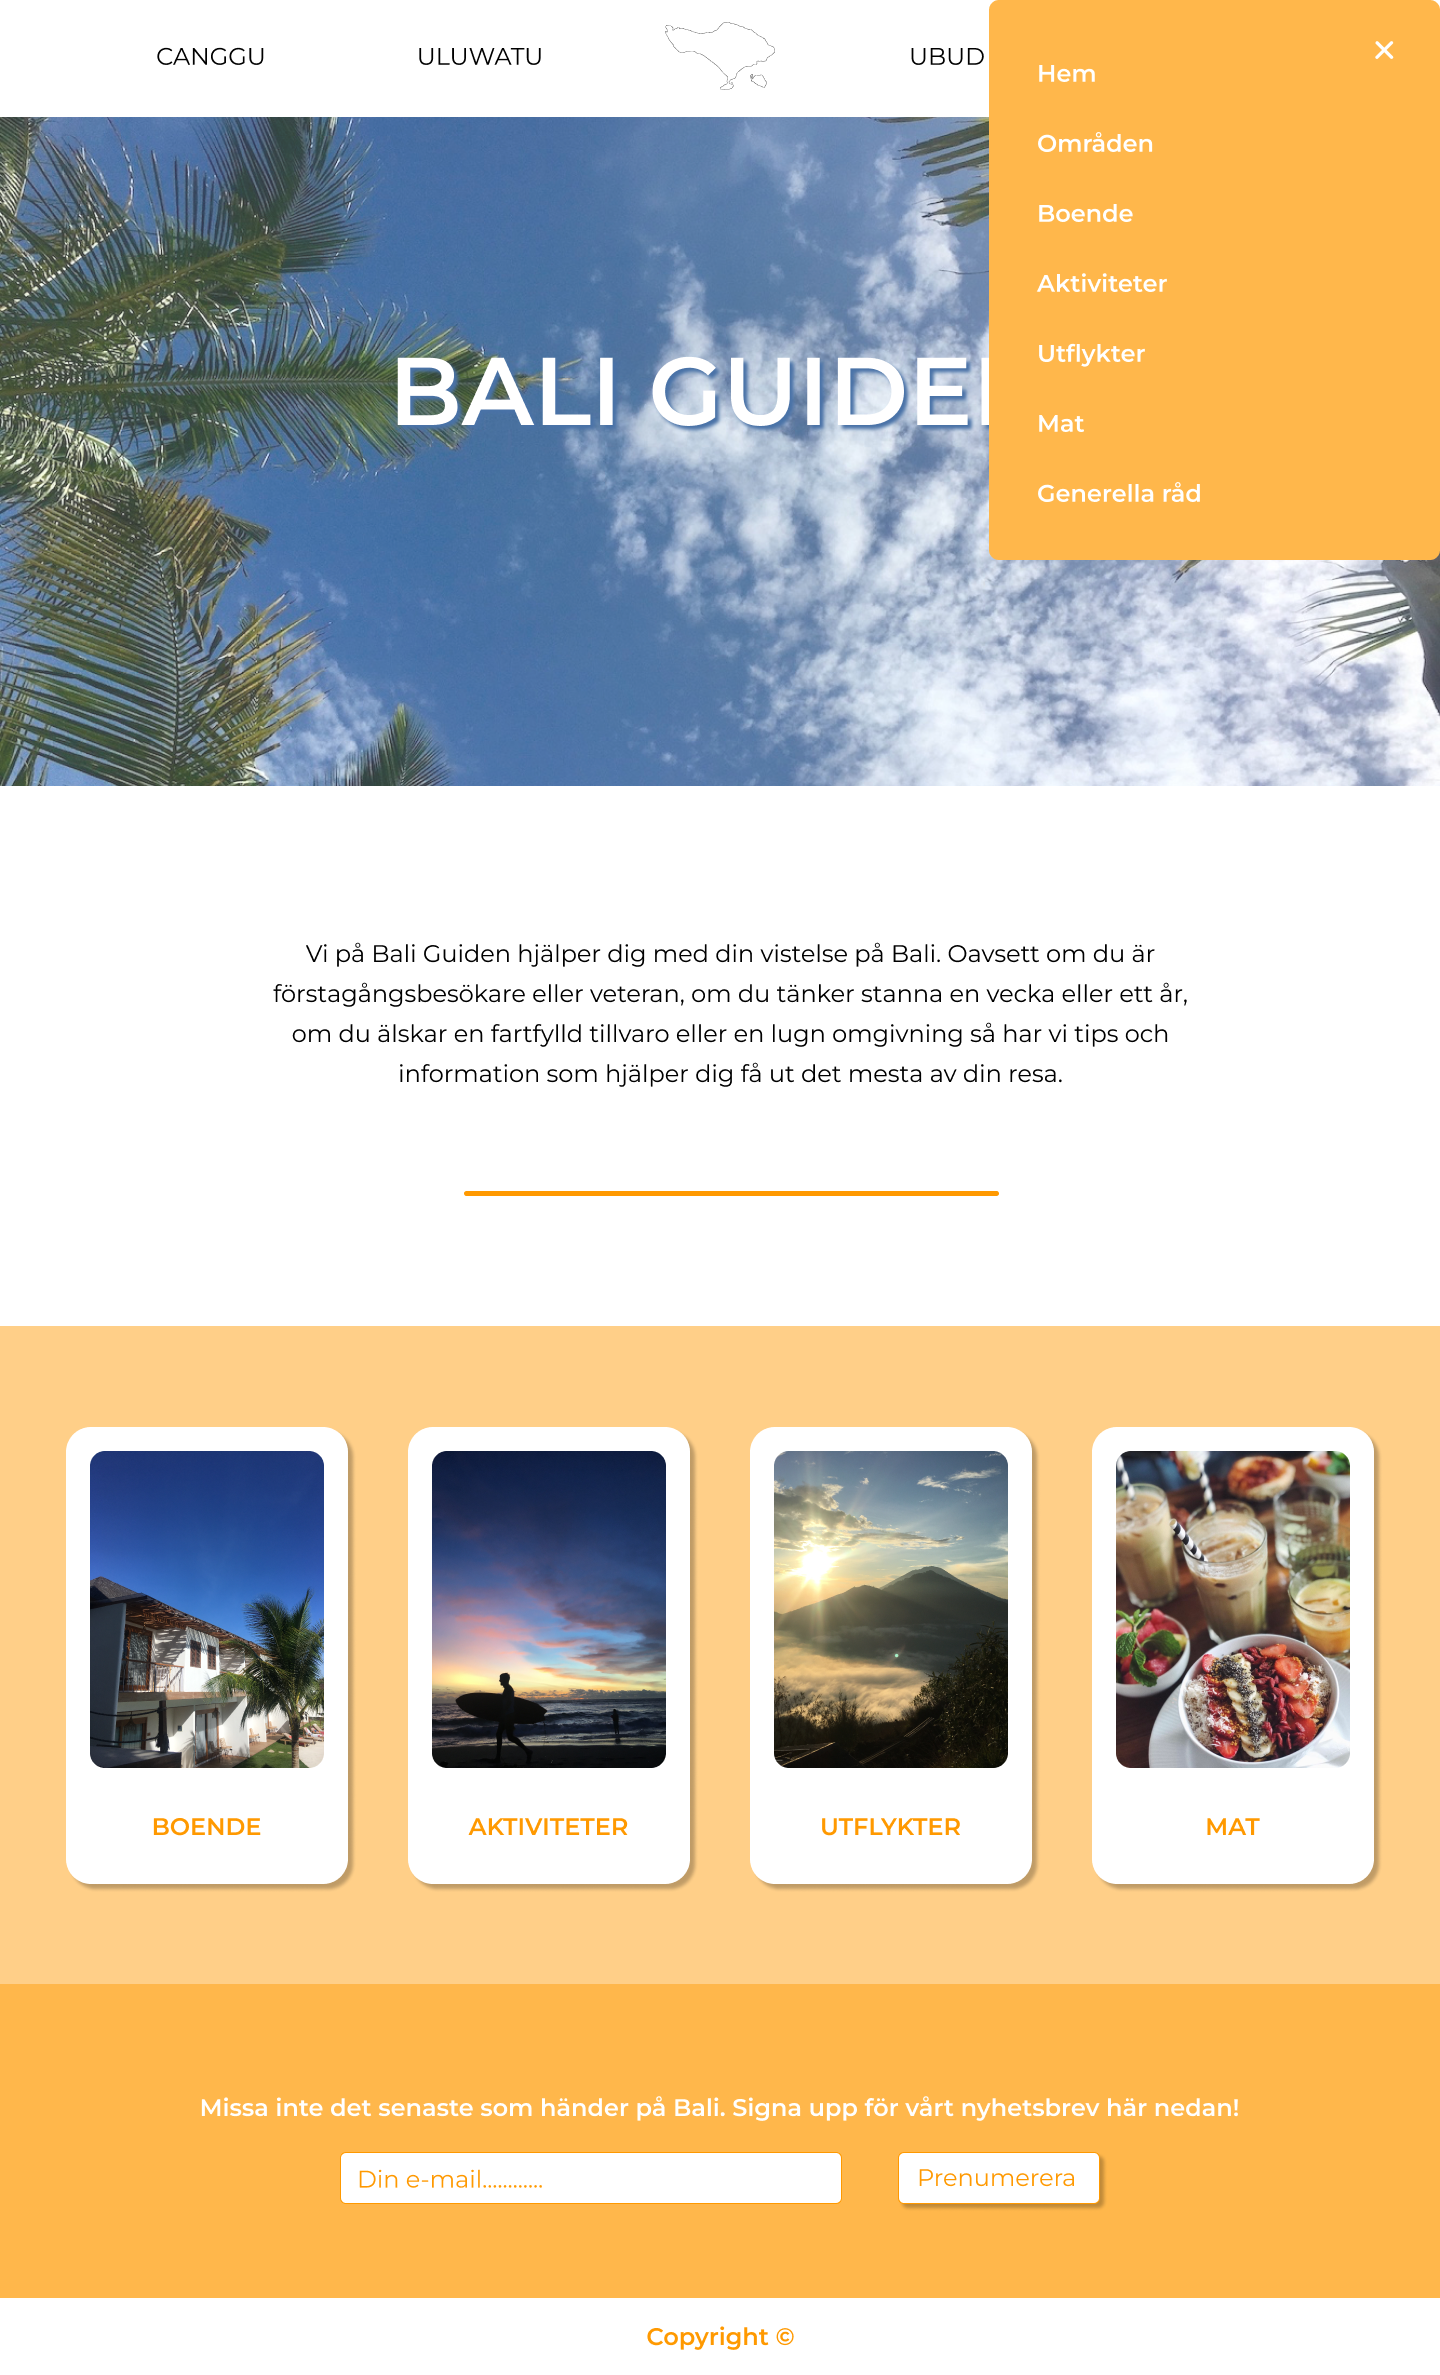 CANGGU
ULUWATU
UBUD
Hem
Områden
Boende
Aktiviteter
Utflykter
Mat
Generella råd
BALI GUIDEN
Vi på Bali Guiden hjälper dig med din vistelse på Bali. Oavsett om du är
förstagångsbesökare eller veteran, om du tänker stanna en vecka eller ett år,
om du älskar en fartfylld tillvaro eller en lugn omgivning så har vi tips och
information som hjälper dig få ut det mesta av din resa.
BOENDE
AKTIVITETER
UTFLYKTER
MAT
Missa inte det senaste som händer på Bali. Signa upp för vårt nyhetsbrev här nedan!
Din e-mail............
Prenumerera
Copyright ©